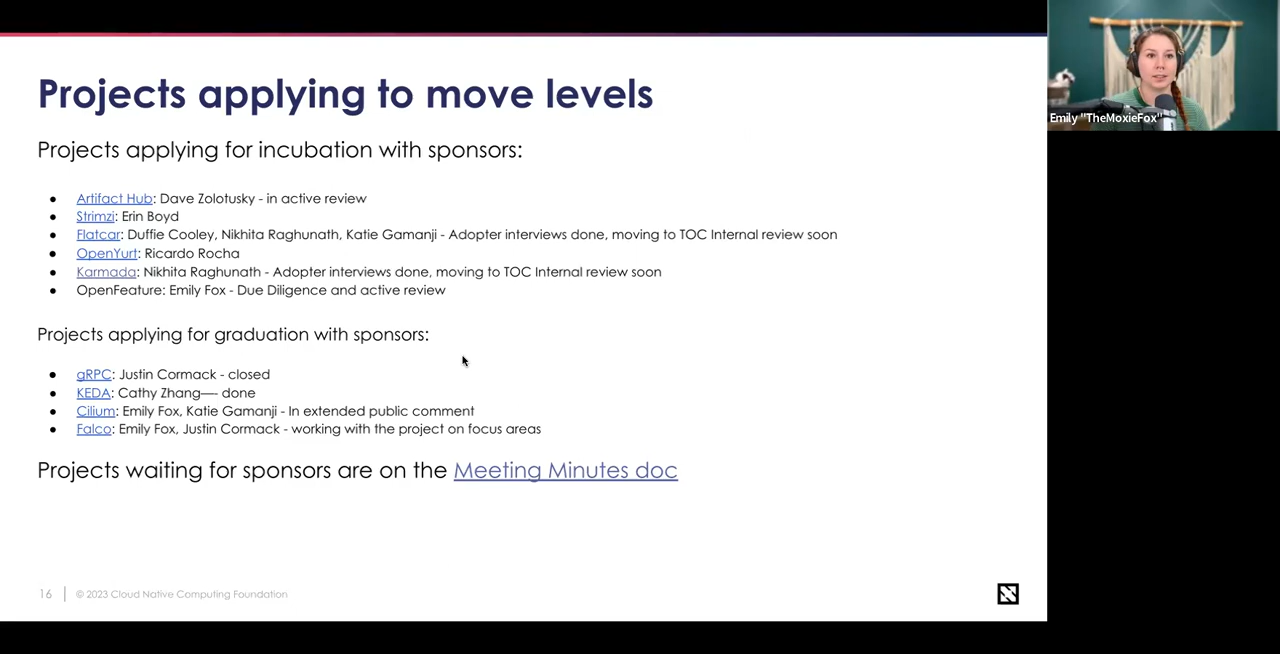 Projects applying to move levels
Emily "TheMoxieFox"
Projects applying for incubation with sponsors:
● Artifact Hub: Dave Zolotusky - in active review
● Strimzi: Erin Boyd
● Flatcar: Duffie Cooley, Nikhita Raghunath, Katie Gamanji - Adopter interviews done, moving to TOC Internal review soon
● OpenYurt: Ricardo Rocha
● Karmada: Nikhita Raghunath - Adopter interviews done, moving to TOC Internal review soon
● OpenFeature: Emily Fox - Due Diligence and active review
Projects applying for graduation with sponsors:
● gRPC: Justin Cormack - closed
● KEDA: Cathy Zhang—- done
● Cilium: Emily Fox, Katie Gamanji - In extended public comment
● Falco: Emily Fox, Justin Cormack - working with the project on focus areas
Projects waiting for sponsors are on the Meeting Minutes doc
16 | © 2023 Cloud Native Computing Foundation